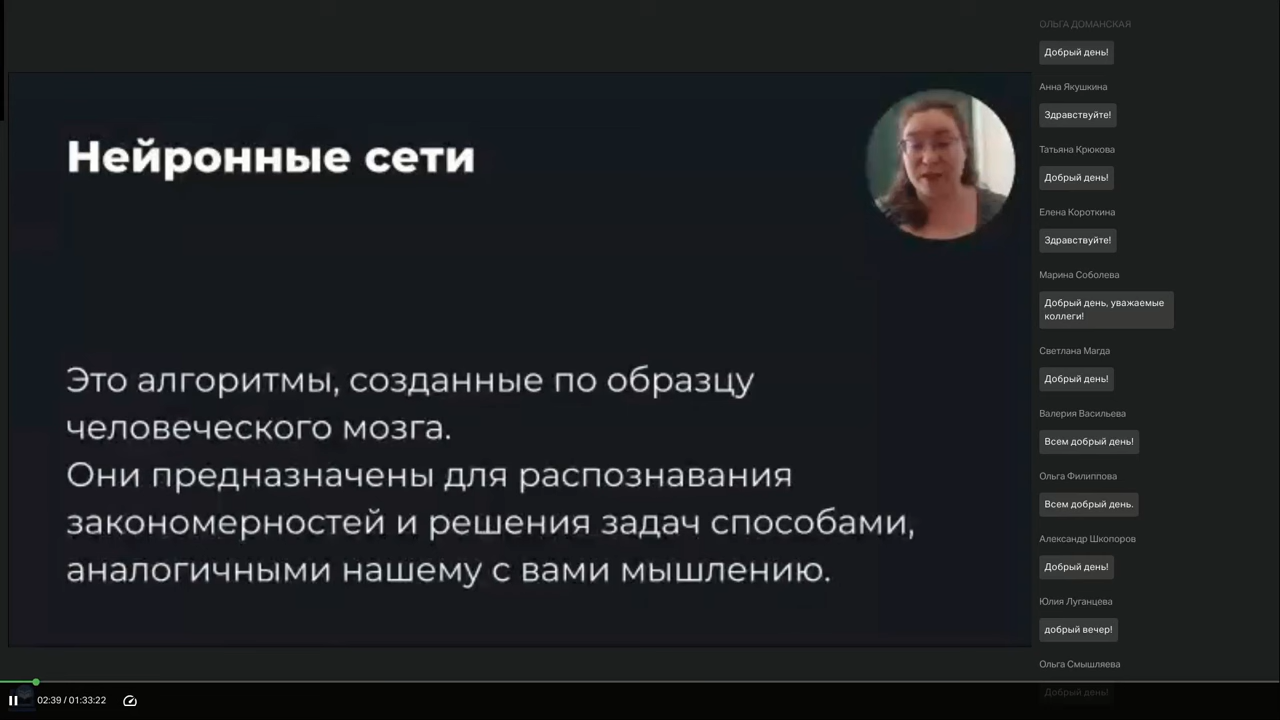 Нейронные сети
Это алгоритмы, созданные по образцу
человеческого мозга.
Они предназначены для распознавания
закономерностей и решения задач способами,
аналогичными нашему с вами мышлению.
ОЛЬГА ДОМАНСКАЯ
Добрый день!
Анна Якушкина
Здравствуйте!
Татьяна Крюкова
Добрый день!
Елена Короткина
Здравствуйте!
Марина Соболева
Добрый день, уважаемые
коллеги!
Светлана Магда
Добрый день!
Валерия Васильева
Всем добрый день!
Ольга Филиппова
Всем добрый день.
Александр Шкопоров
Добрый день!
Юлия Луганцева
добрый вечер!
Ольга Смышляева
Добрый день!
02:39 / 01:33:22